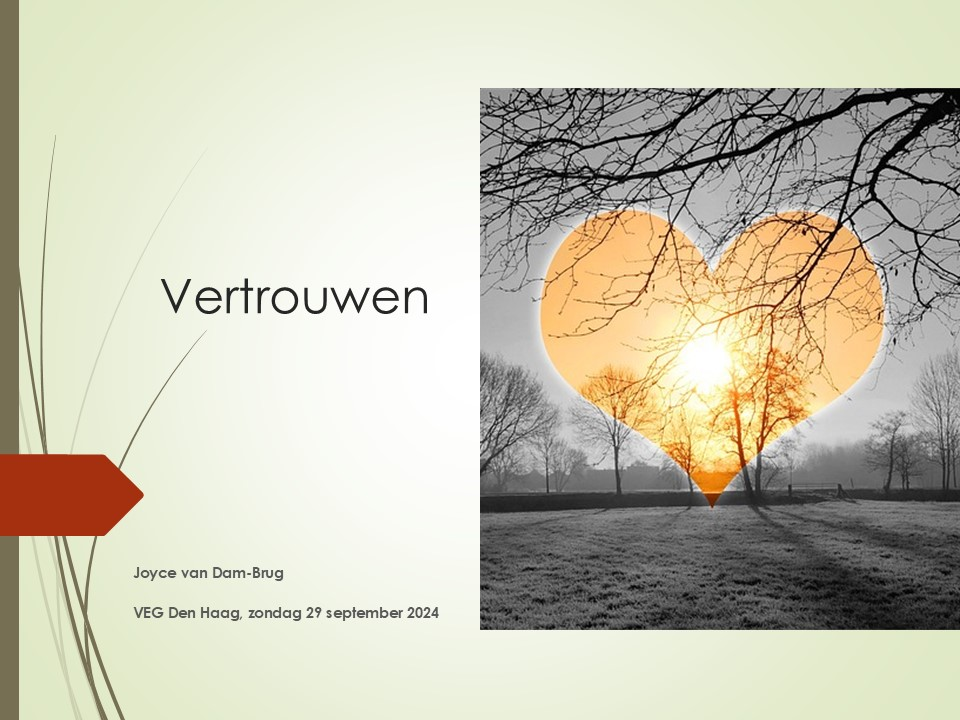 Vertrouwen
Joyce van Dam-Brug
VEG Den Haag, zondag 29 september 2024